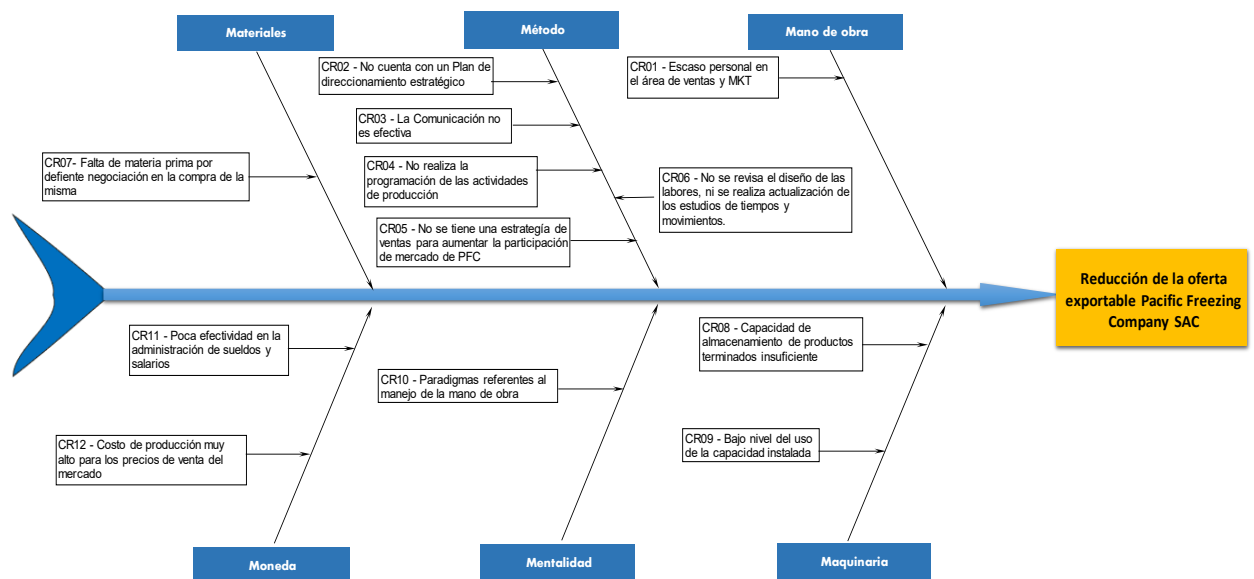 Materiales
Método
Mano de obra
CR02 - No cuenta con un Plan de
direccionamiento estratégico
CR01 - Escaso personal en
el área de ventas y MKT
CR03 - La Comunicación no
es efectiva
CR07- Falta de materia prima por
defiente negociación en la compra de la
misma
CR04 - No realiza la
programación de las actividades
de producción
CR06 - No se revisa el diseño de las
labores, ni se realiza actualización de
los estudios de tiempos y
movimientos.
CR05 - No se tiene una estrategía de
ventas para aumentar la participación
de mercado de PFC
Reducción de la oferta
exportable Pacific Freezing
Company SAC
CR11 - Poca efectividad en la
administración de sueldos y
salarios
CR08 - Capacidad de
almacenamiento de productos
terminados insuficiente
CR10 - Paradigmas referentes al
manejo de la mano de obra
CR12 - Costo de producción muy
alto para los precios de venta del
mercado
CR09 - Bajo nivel del uso
de la capacidad instalada
Moneda
Mentalidad
Maquinaria